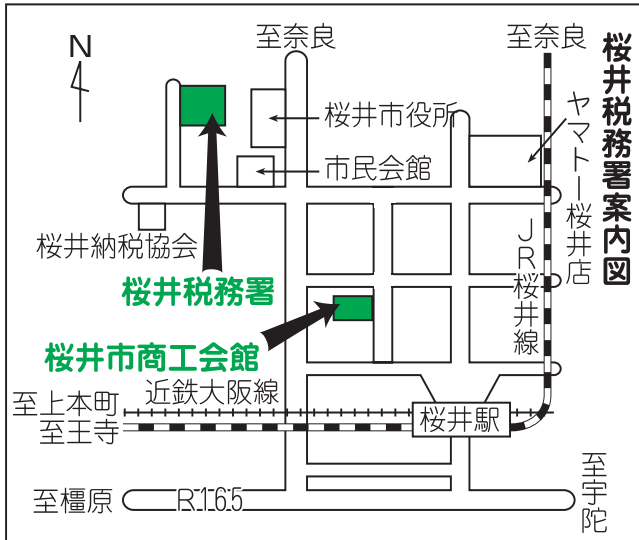 桜井税務署案内図
N
至奈良
至奈良
桜井市役所
市民会館
ヤマトー桜井店
桜井納税協会
桜井税務署
JR桜井線
桜井市商工会館
近鉄大阪線
至上本町
至王寺
桜井駅
至橿原
R165
至宇陀